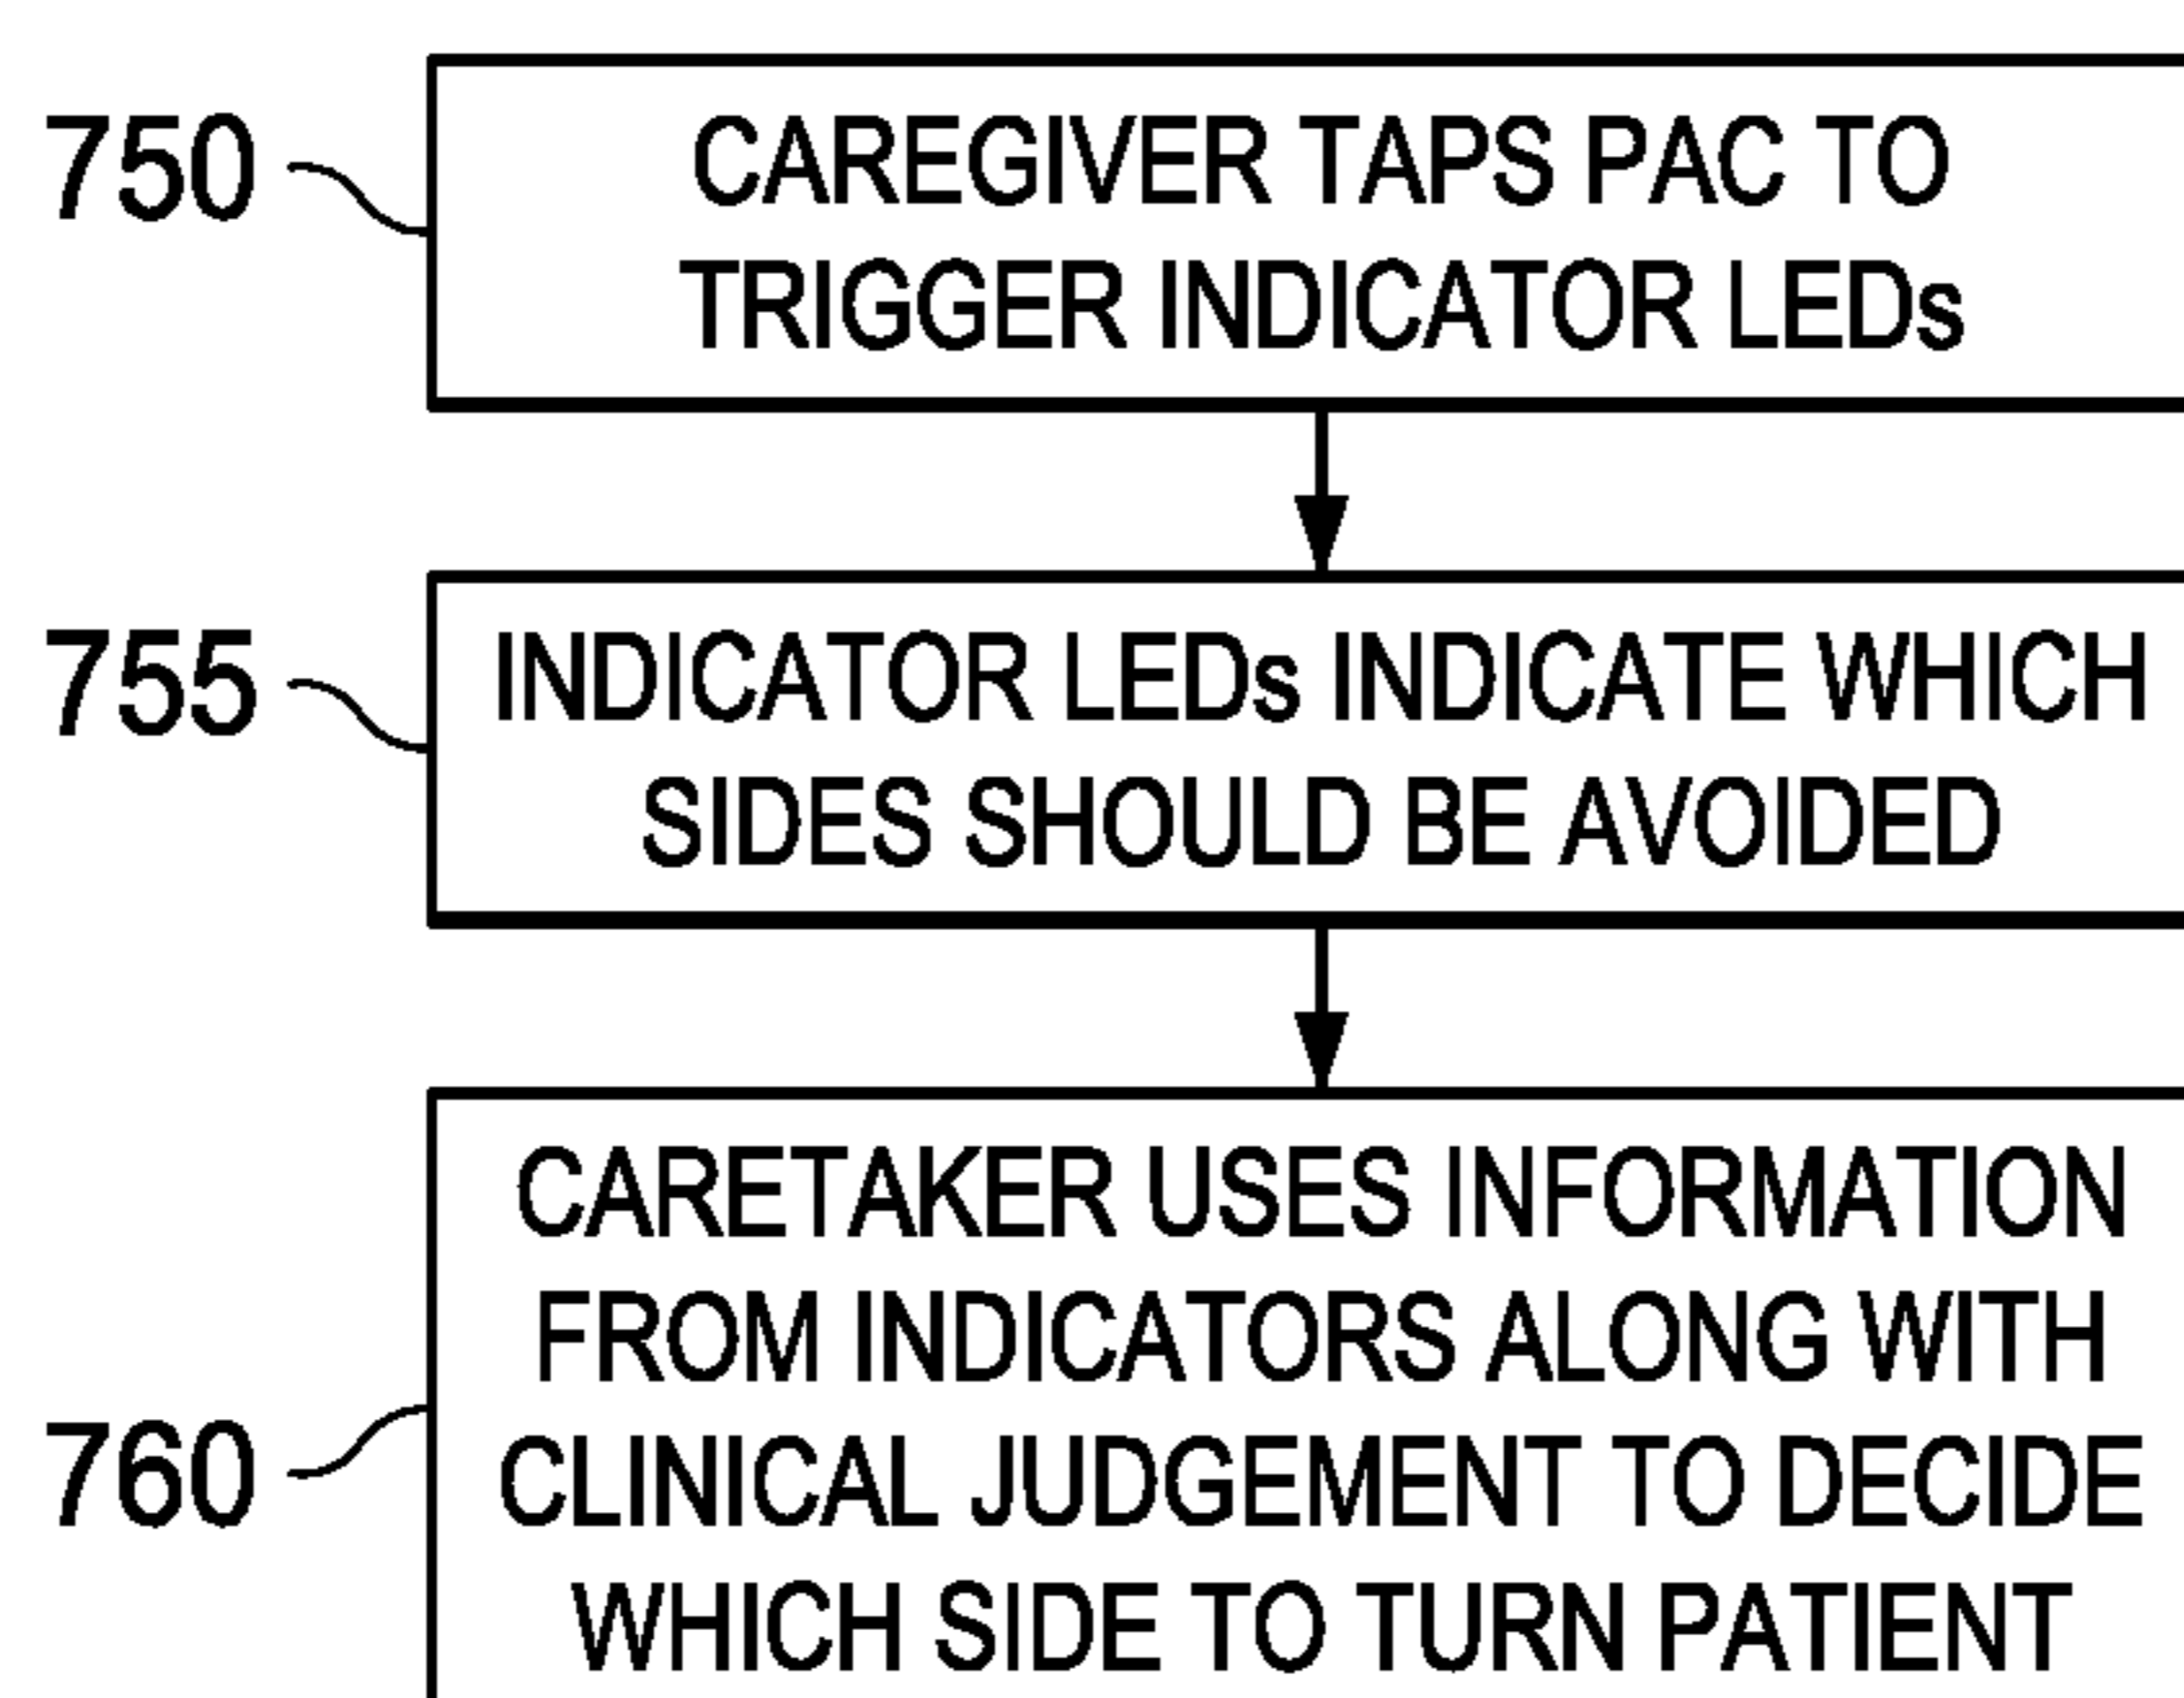 750
CAREGIVER TAPS PAC TO
TRIGGER INDICATOR LEDs
755
INDICATOR LEDs INDICATE WHICH
SIDES SHOULD BE AVOIDED
760
CARETAKER USES INFORMATION
FROM INDICATORS ALONG WITH
CLINICAL JUDGEMENT TO DECIDE
WHICH SIDE TO TURN PATIENT